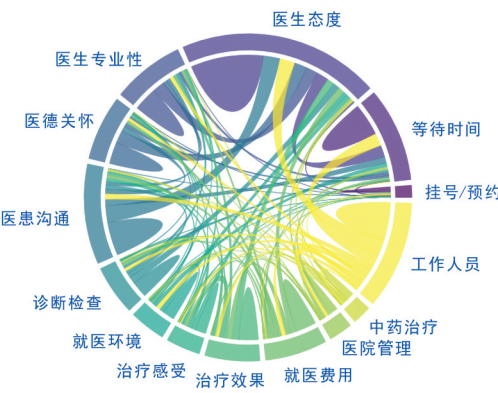 医生态度
医生专业性
医德关怀
等待时间
挂号/预约
医患沟通
工作人员
诊断检查
中药治疗
就医环境
医院管理
治疗感受
治疗效果
就医费用